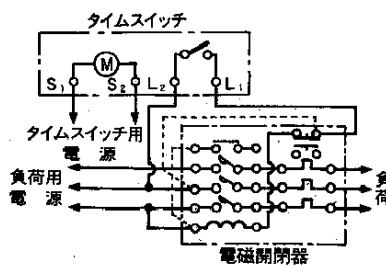 タイムスイッチ
M
S₁ S₂ L₂ L₁
タイムスイッチ用
電源
負荷用
電源
負
荷
電磁開閉器